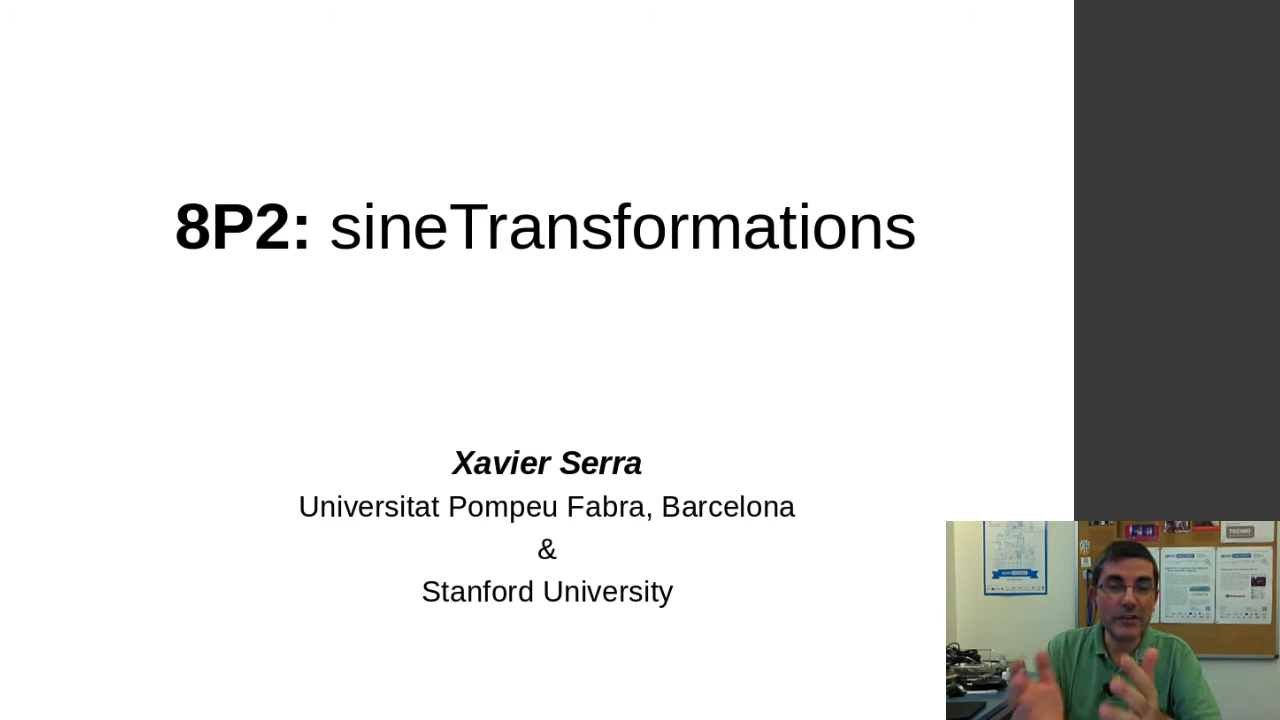 8P2: sineTransformations
Xavier Serra
Universitat Pompeu Fabra, Barcelona
&
Stanford University